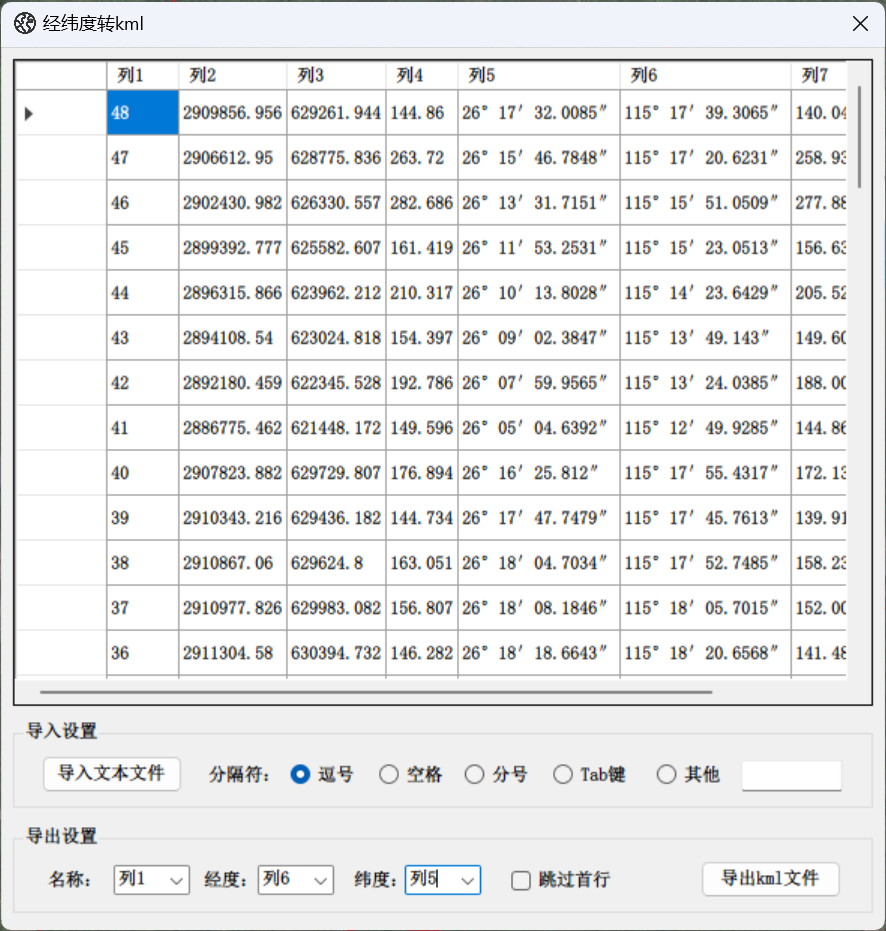 经纬度转kml
列1 列2 列3 列4 列5 列6 列7
48 2909856.956 629261.944 144.86 26° 17′ 32.0085″ 115° 17′ 39.3065″ 140.04
47 2906612.95 628775.836 263.72 26° 15′ 46.7848″ 115° 17′ 20.6231″ 258.93
46 2902430.982 626330.557 282.686 26° 13′ 31.7151″ 115° 15′ 51.0509″ 277.88
45 2899392.777 625582.607 161.419 26° 11′ 53.2531″ 115° 15′ 23.0513″ 156.63
44 2896315.866 623962.212 210.317 26° 10′ 13.8028″ 115° 14′ 23.6429″ 205.52
43 2894108.54 623024.818 154.397 26° 09′ 02.3847″ 115° 13′ 49.143″ 149.60
42 2892180.459 622345.528 192.786 26° 07′ 59.9565″ 115° 13′ 24.0385″ 188.00
41 2886775.462 621448.172 149.596 26° 05′ 04.6392″ 115° 12′ 49.9285″ 144.86
40 2907823.882 629729.807 176.894 26° 16′ 25.812″ 115° 17′ 55.4317″ 172.13
39 2910343.216 629436.182 144.734 26° 17′ 47.7479″ 115° 17′ 45.7613″ 139.91
38 2910867.06 629624.8 163.051 26° 18′ 04.7034″ 115° 17′ 52.7485″ 158.23
37 2910977.826 629983.082 156.807 26° 18′ 08.1846″ 115° 18′ 05.7015″ 152.00
36 2911304.58 630394.732 146.282 26° 18′ 18.6643″ 115° 18′ 20.6568″ 141.48
导入设置
导入文本文件 分隔符: 逗号 空格 分号 Tab键 其他
导出设置
名称: 列1 经度: 列6 纬度: 列5 跳过首行 导出kml文件